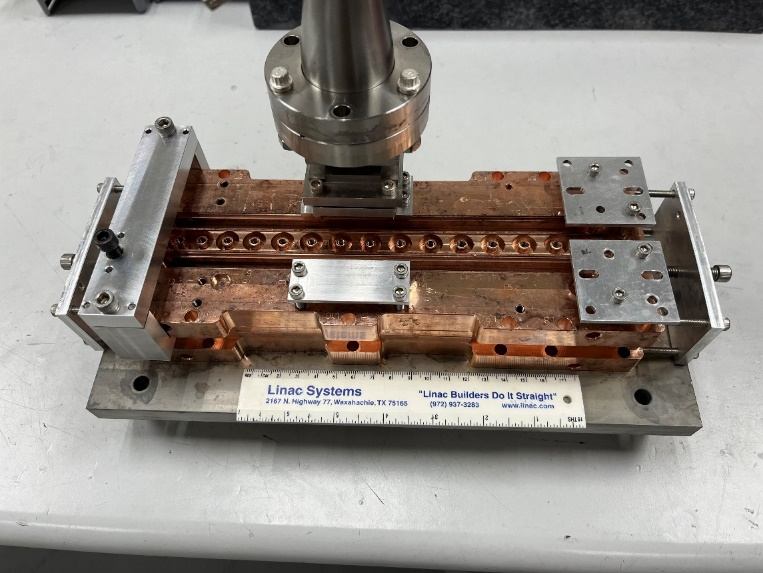 Linac Systems
2167 N. Highway 77, Waxahachie, TX 75165
"Linac Builders Do It Straight"
(972) 937-3283 www.linac.com